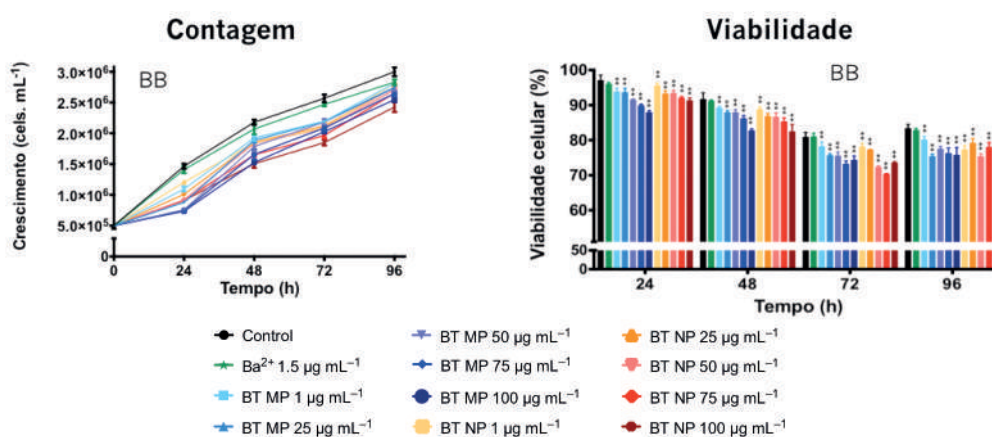 Contagem
Crescimento (cels. mL⁻¹)
BB
3.0×10⁶
2.5×10⁶
2.0×10⁶
1.5×10⁶
1.0×10⁶
5.0×10⁵
0
0 24 48 72 96
Tempo (h)
Viabilidade
Viabilidade celular (%)
BB
100
90
80
70
60
50
0
24 48 72 96
Tempo (h)
Control
Ba²⁺ 1.5 µg mL⁻¹
BT MP 1 µg mL⁻¹
BT MP 25 µg mL⁻¹
BT MP 50 µg mL⁻¹
BT MP 75 µg mL⁻¹
BT MP 100 µg mL⁻¹
BT NP 1 µg mL⁻¹
BT NP 25 µg mL⁻¹
BT NP 50 µg mL⁻¹
BT NP 75 µg mL⁻¹
BT NP 100 µg mL⁻¹